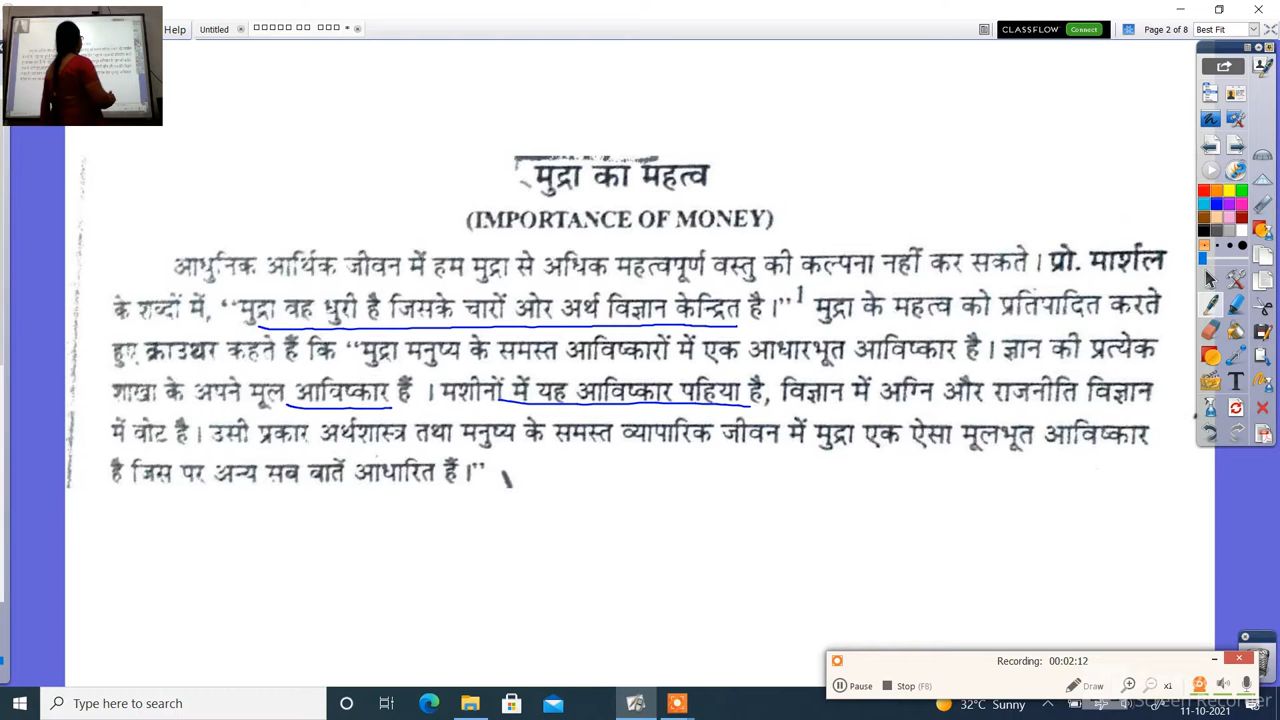 Help Untitled CLASSFLOW Connect Page 2 of 8 Best Fit
मुद्रा का महत्व
(IMPORTANCE OF MONEY)
आधुनिक आर्थिक जीवन में हम मुद्रा से अधिक महत्वपूर्ण वस्तु की कल्पना नहीं कर सकते। प्रो. मार्शल
के शब्दों में, "मुद्रा वह धुरी है जिसके चारों ओर अर्थ विज्ञान केन्द्रित है।"1 मुद्रा के महत्व को प्रतिपादित करते
हुए क्राउथर कहते हैं कि "मुद्रा मनुष्य के समस्त आविष्कारों में एक आधारभूत आविष्कार है। ज्ञान की प्रत्येक
शाखा के अपने मूल आविष्कार हैं । मशीनों में यह आविष्कार पहिया है, विज्ञान में अग्नि और राजनीति विज्ञान
में वोट है। उसी प्रकार अर्थशास्त्र तथा मनुष्य के समस्त व्यापारिक जीवन में मुद्रा एक ऐसा मूलभूत आविष्कार
है जिस पर अन्य सब बातें आधारित हैं।"
Recording: 00:02:12
Pause Stop (F8) Draw x1
Type here to search 32°C Sunny
Screen Recorder
11-10-2021